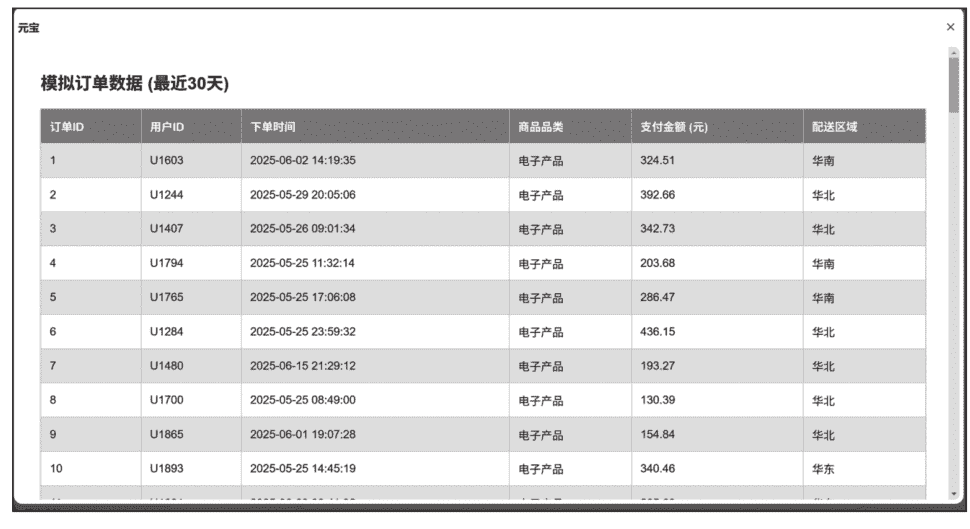 元宝 ×
模拟订单数据 (最近30天)
订单ID 用户ID 下单时间 商品品类 支付金额 (元) 配送区域
1 U1603 2025-06-02 14:19:35 电子产品 324.51 华南
2 U1244 2025-05-29 20:05:06 电子产品 392.66 华北
3 U1407 2025-05-26 09:01:34 电子产品 342.73 华北
4 U1794 2025-05-25 11:32:14 电子产品 203.68 华南
5 U1765 2025-05-25 17:06:08 电子产品 286.47 华南
6 U1284 2025-05-25 23:59:32 电子产品 436.15 华北
7 U1480 2025-06-15 21:29:12 电子产品 193.27 华北
8 U1700 2025-05-25 08:49:00 电子产品 130.39 华北
9 U1865 2025-06-01 19:07:28 电子产品 154.84 华北
10 U1893 2025-05-25 14:45:19 电子产品 340.46 华东